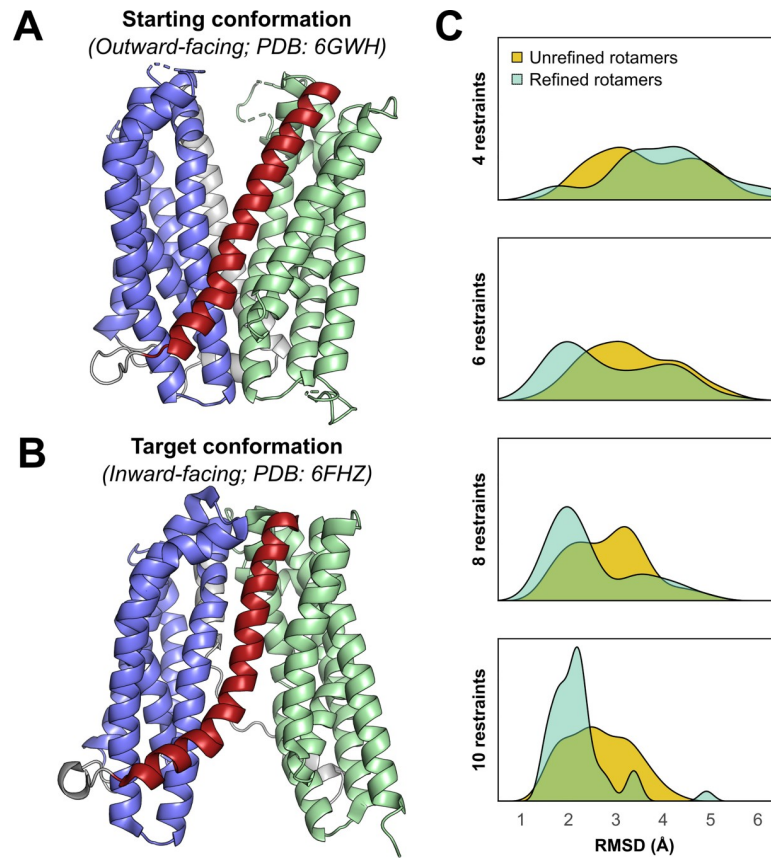 A
Starting conformation
(Outward-facing; PDB: 6GWH)
B
Target conformation
(Inward-facing; PDB: 6FHZ)
C
Unrefined rotamers
Refined rotamers
4 restraints
6 restraints
8 restraints
10 restraints
1 2 3 4 5 6
RMSD (Å)